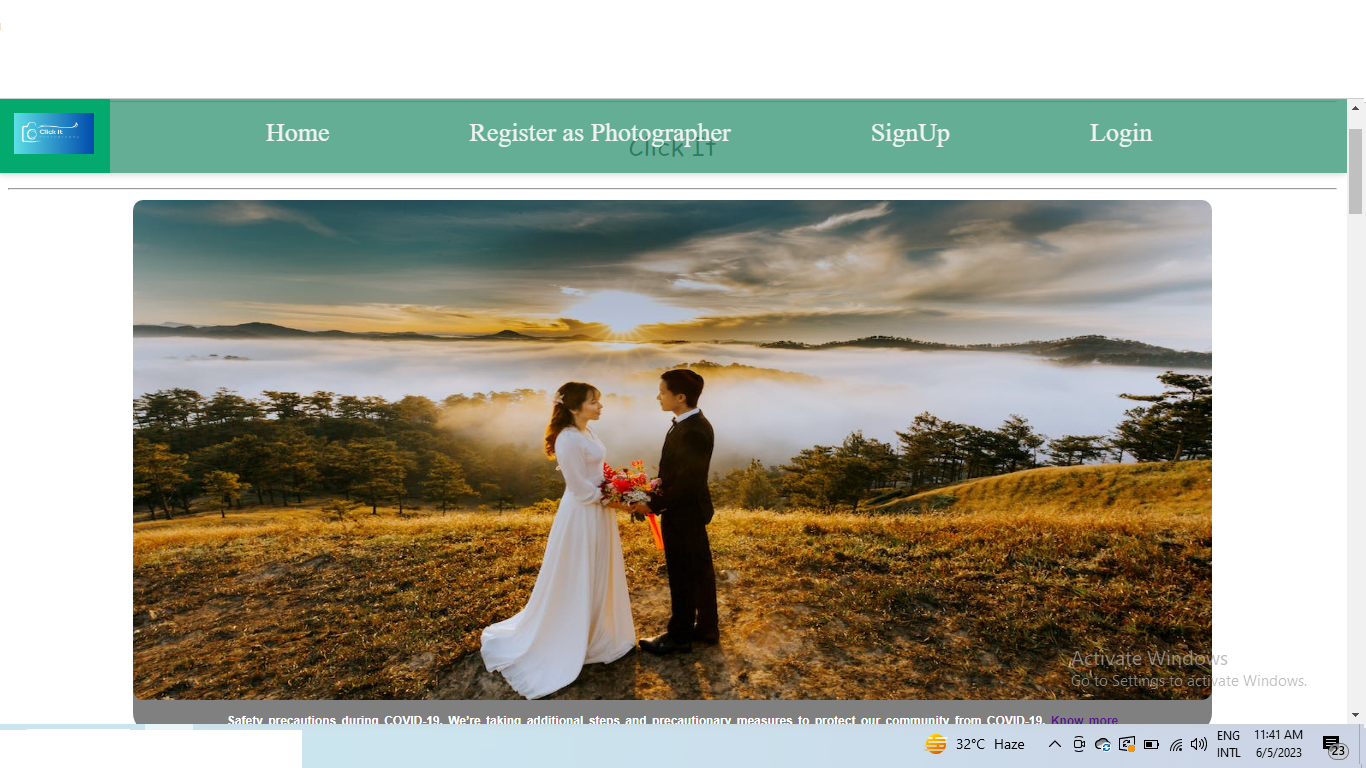 Click It
Home
Register as Photographer
SignUp
Login
Click It
Activate Windows
Go to Settings to activate Windows.
Safety precautions during COVID-19. We're taking additional steps and precautionary measures to protect our community from COVID-19. Know more
32°C Haze
ENG
INTL
11:41 AM
6/5/2023
23